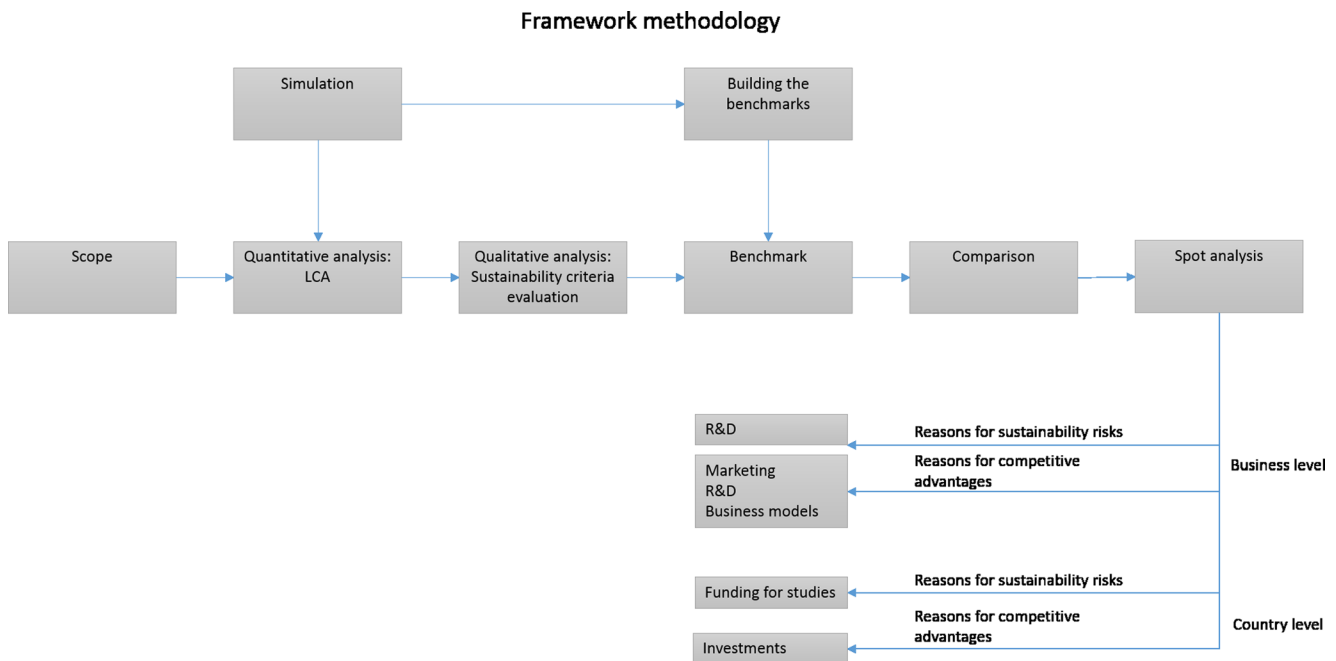 Framework methodology
Simulation
Building the
benchmarks
Scope
Quantitative analysis:
LCA
Qualitative analysis:
Sustainability criteria
evaluation
Benchmark
Comparison
Spot analysis
R&D
Reasons for sustainability risks
Marketing
R&D
Business models
Reasons for competitive
advantages
Business level
Funding for studies
Reasons for sustainability risks
Investments
Reasons for competitive
advantages
Country level